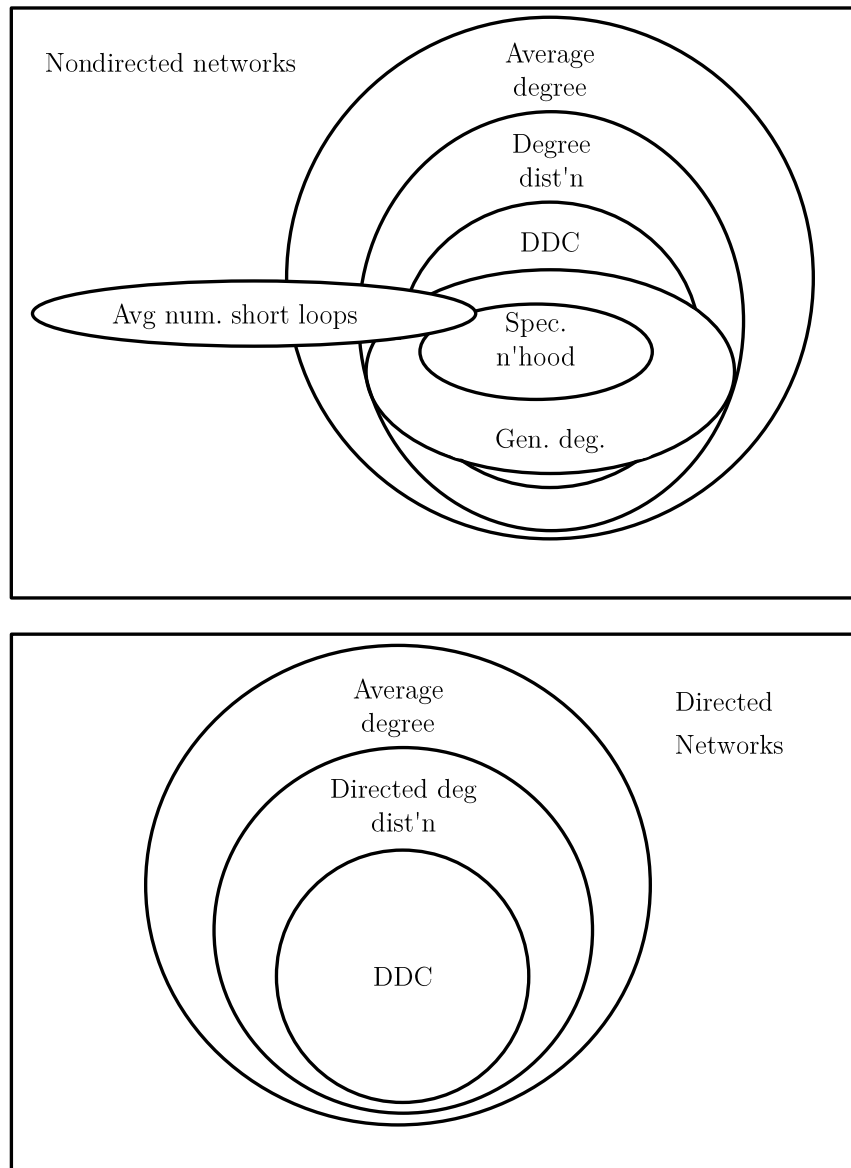 Nondirected networks
Average
degree
Degree
dist'n
DDC
Avg num. short loops
Spec.
n'hood
Gen. deg.
Average
degree
Directed
Networks
Directed deg
dist'n
DDC